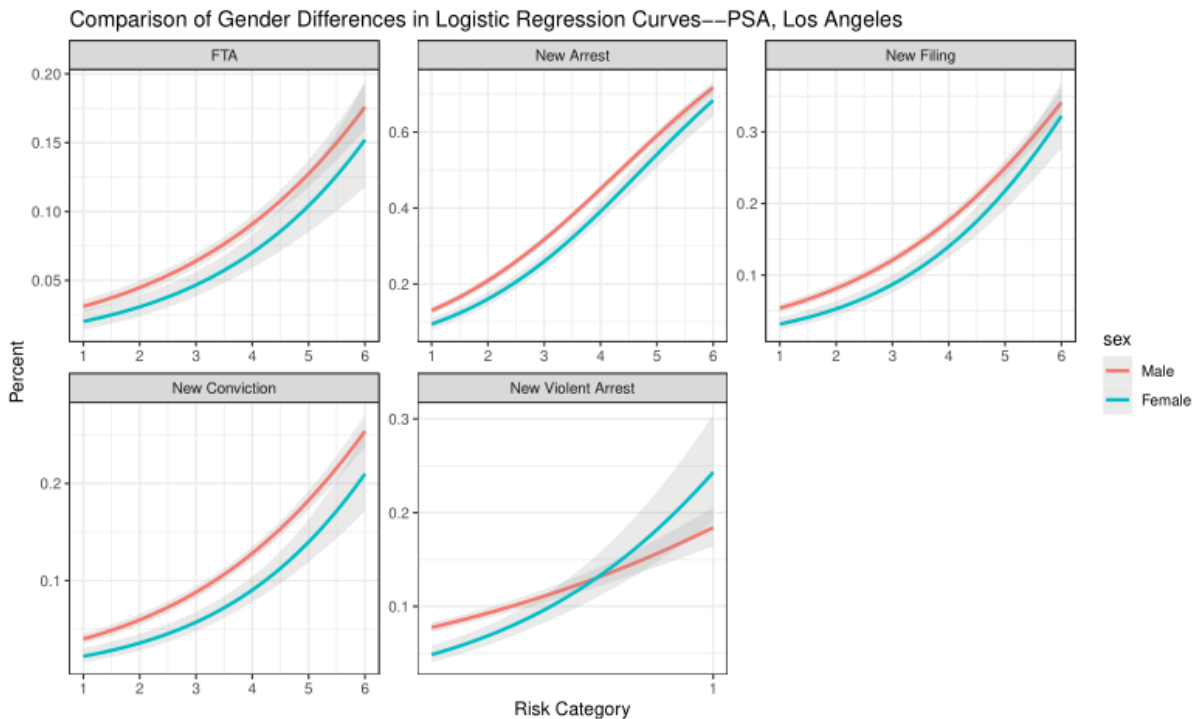 Comparison of Gender Differences in Logistic Regression Curves––PSA, Los Angeles
FTA
New Arrest
New Filing
0.20
0.15
0.10
0.05
0.6
0.4
0.2
0.3
0.2
0.1
1 2 3 4 5 6
1 2 3 4 5 6
1 2 3 4 5 6
Percent
sex
Male
Female
New Conviction
New Violent Arrest
0.2
0.1
0.3
0.2
0.1
1 2 3 4 5 6
1
Risk Category